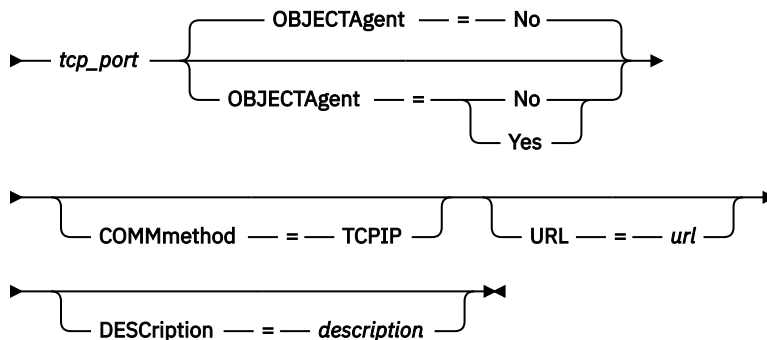 OBJECTAgent = No
tcp_port
OBJECTAgent = No
Yes
COMMmethod = TCPIP URL = url
DESCription = description